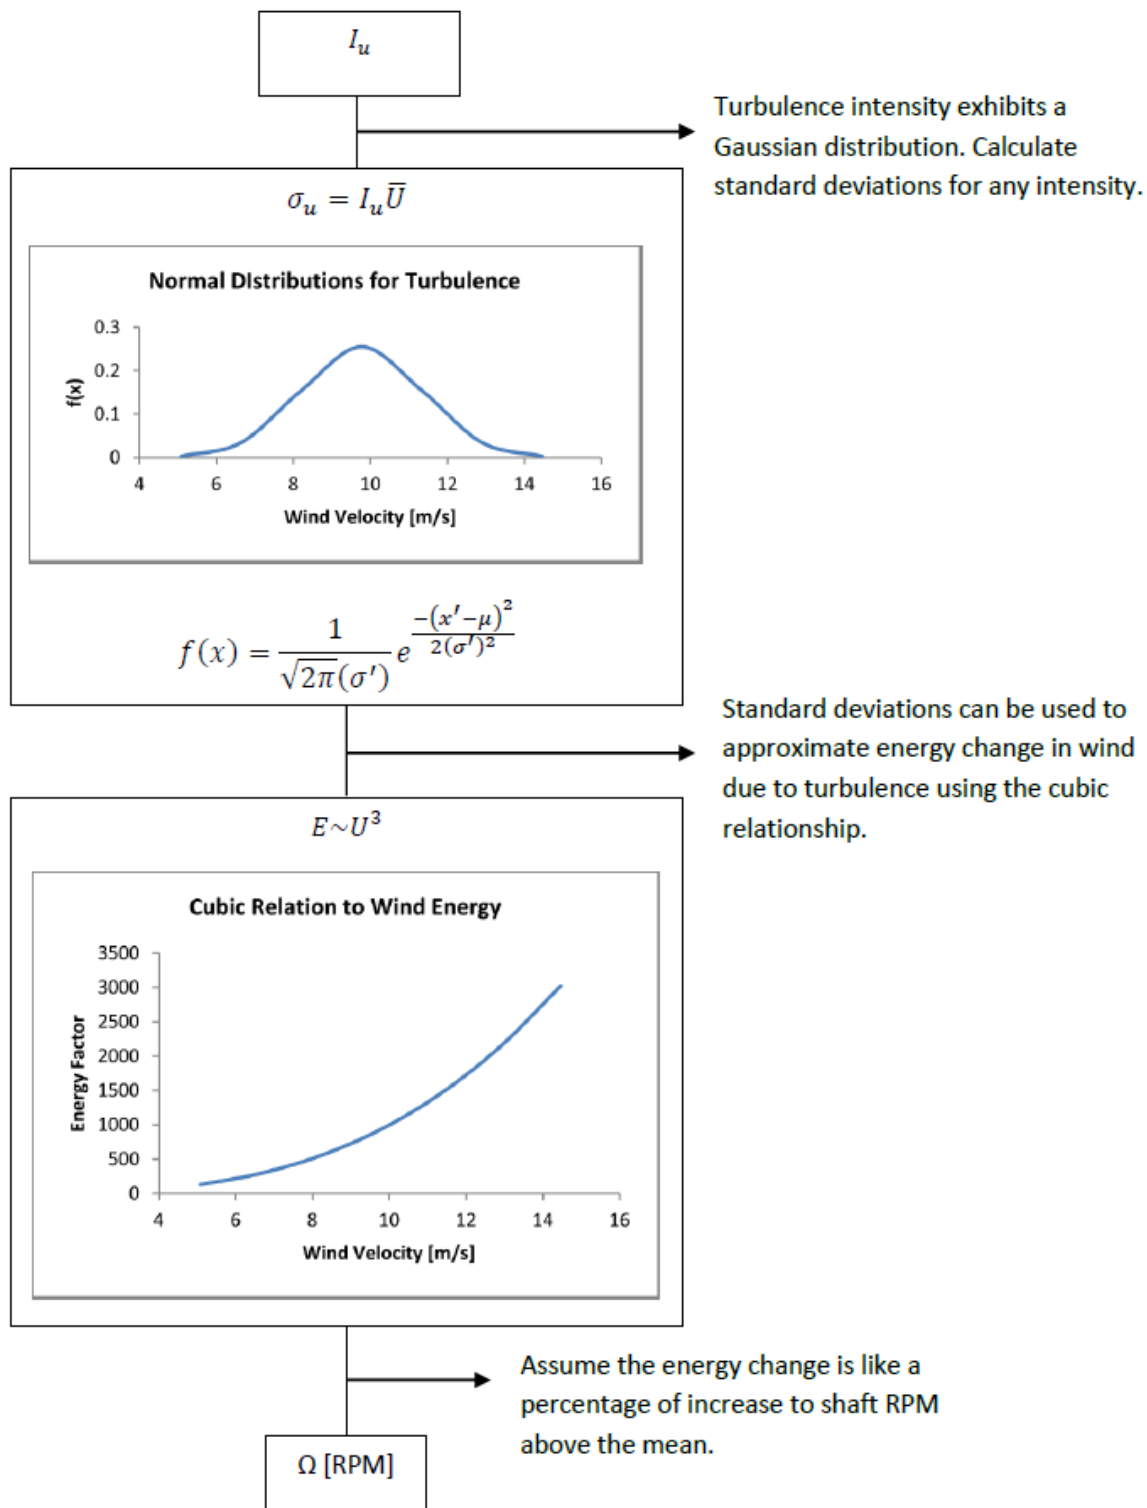 I_u
Turbulence intensity exhibits a
Gaussian distribution. Calculate
standard deviations for any intensity.
σ_u = I_u Ū
Normal DIstributions for Turbulence
0.3
0.2
0.1
0
f(x)
4 6 8 10 12 14 16
Wind Velocity [m/s]
f(x) = 1/(√2π(σ′)) e^(−(x′−μ)²/2(σ′)²)
Standard deviations can be used to
approximate energy change in wind
due to turbulence using the cubic
relationship.
E~U³
Cubic Relation to Wind Energy
3500
3000
2500
2000
1500
1000
500
0
Energy Factor
4 6 8 10 12 14 16
Wind Velocity [m/s]
Assume the energy change is like a
percentage of increase to shaft RPM
above the mean.
Ω [RPM]